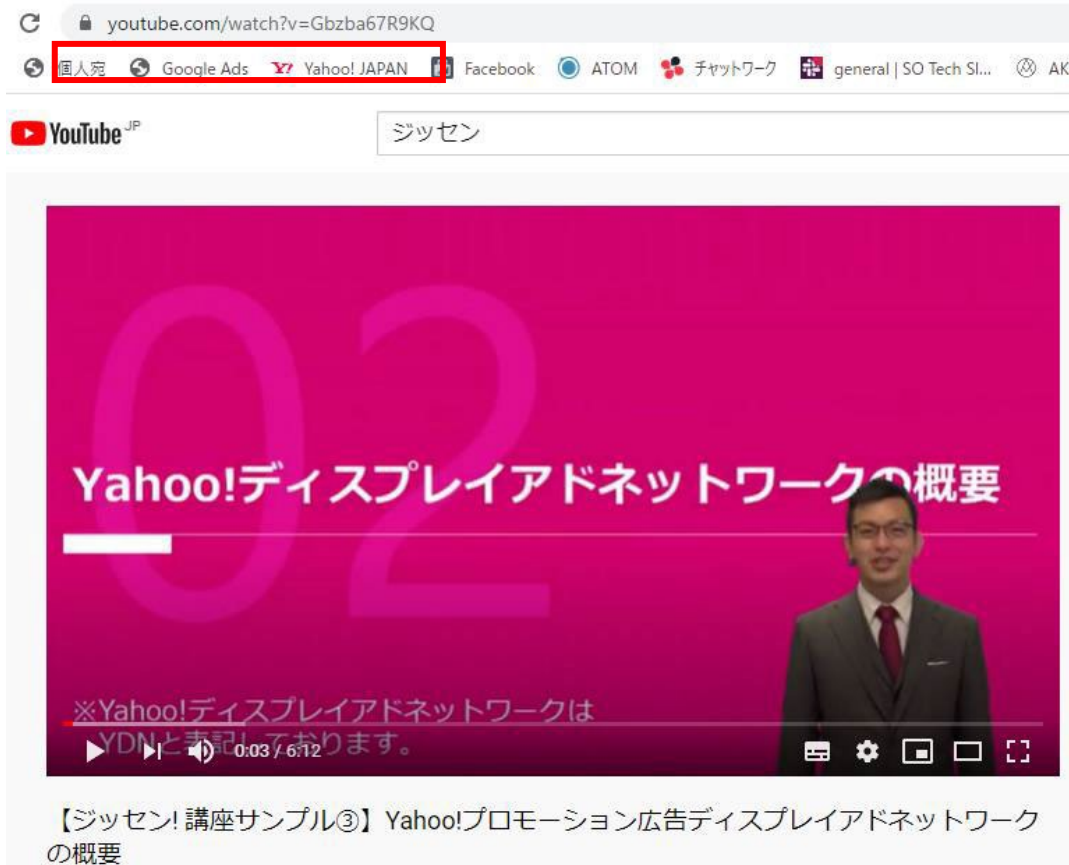 youtube.com/watch?v=Gbzba67R9KQ
個人宛 Google Ads Y! Yahoo! JAPAN Facebook ATOM チャットワーク general | SO Tech Sl... AK
YouTube JP
ジッセン
02
Yahoo!ディスプレイアドネットワークの概要
※Yahoo!ディスプレイアドネットワークは
YDNと表記しております。
0:03 / 6:12
【ジッセン! 講座サンプル③】Yahoo!プロモーション広告ディスプレイアドネットワーク
の概要